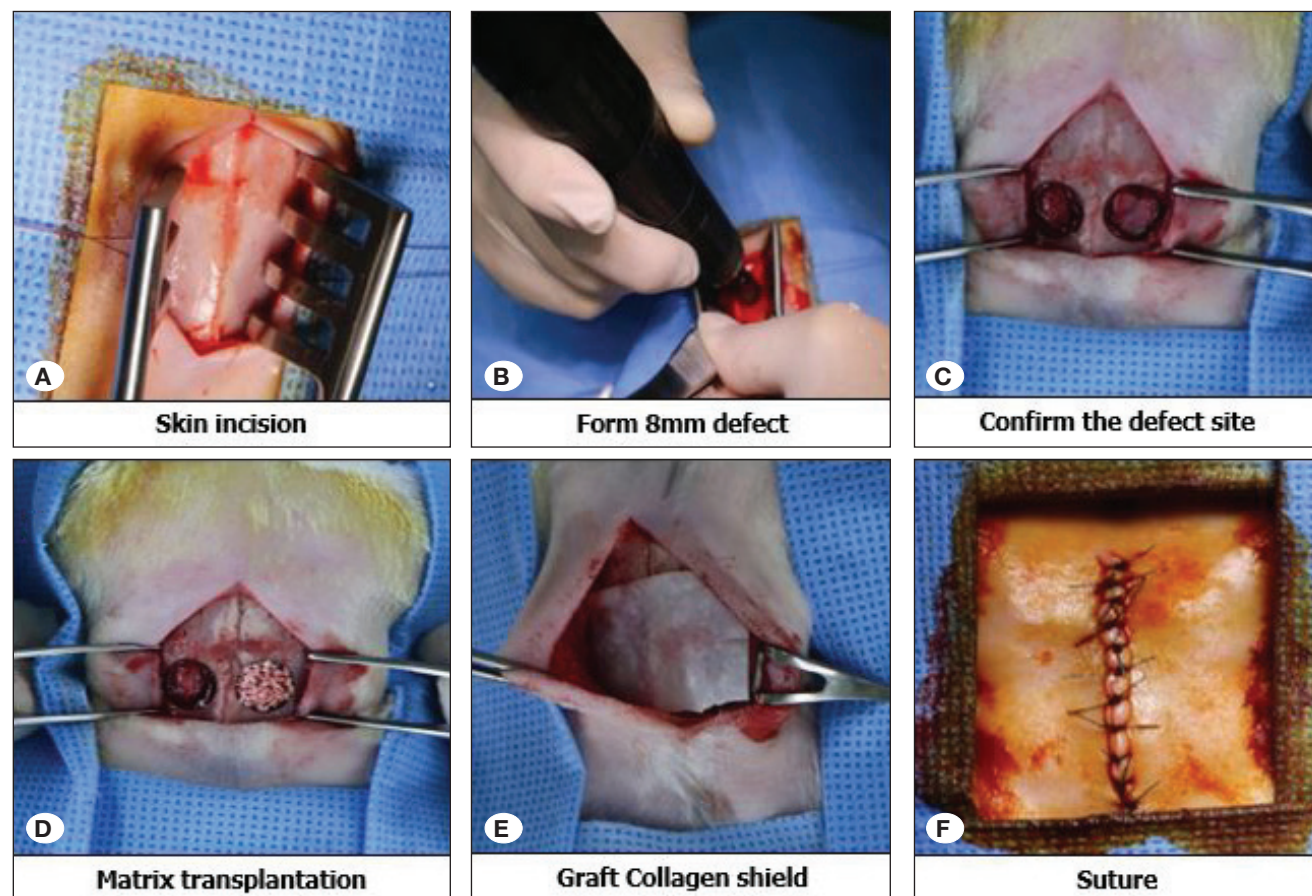 A
Skin incision
B
Form 8mm defect
C
Confirm the defect site
D
Matrix transplantation
E
Graft Collagen shield
F
Suture